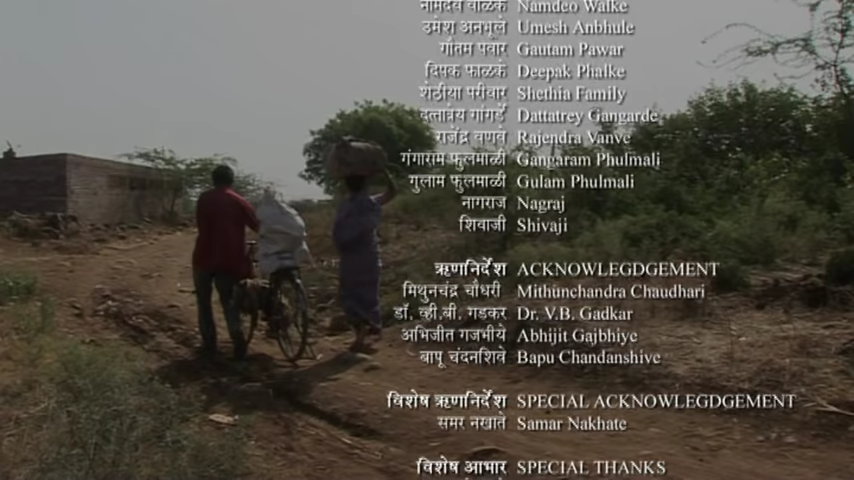 नामदेव वाळके Namdeo Walke
उमेश अनभूले Umesh Anbhule
गौतम पवार Gautam Pawar
दिपक फाळके Deepak Phalke
शेठीया परीवार Shethia Family
दत्तात्रेय गांगर्डे Dattatrey Gangarde
राजेंद्र वणवे Rajendra Vanve
गंगाराम फुलमाळी Gangaram Phulmali
गुलाम फुलमाळी Gulam Phulmali
नागराज Nagraj
शिवाजी Shivaji
ऋणनिर्देश ACKNOWLEGDGEMENT
मिथुनचंद्र चौधरी Mithunchandra Chaudhari
डॉ. व्ही.बी. गडकर Dr. V.B. Gadkar
अभिजीत गजभीये Abhijit Gajbhiye
बापू चंदनशिवे Bapu Chandanshive
विशेष ऋणनिर्देश SPECIAL ACKNOWLEGDGEMENT
समर नखाते Samar Nakhate
विशेष आभार SPECIAL THANKS